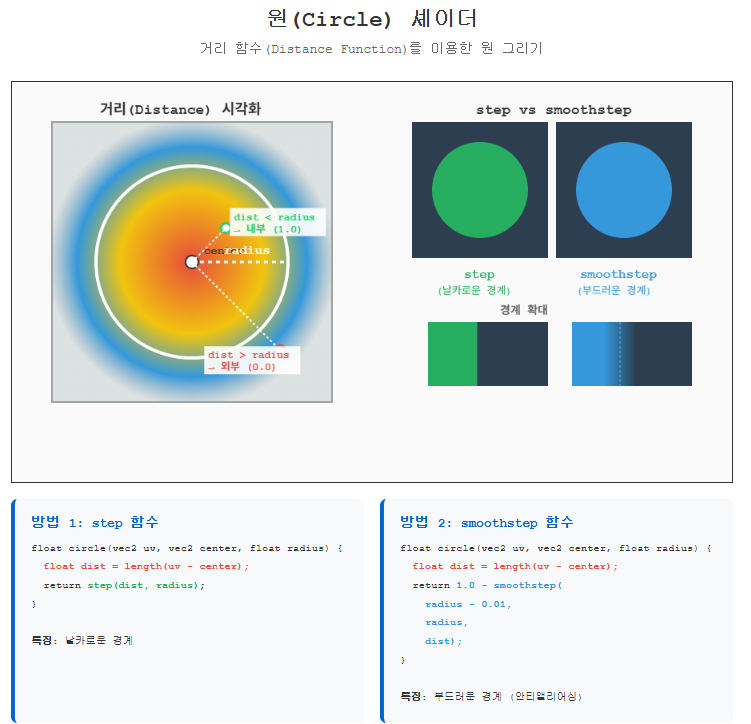 원(Circle) 셰이더
거리 함수(Distance Function)를 이용한 원 그리기
거리(Distance) 시각화
dist < radius
→ 내부 (1.0)
radius
dist > radius
→ 외부 (0.0)
step vs smoothstep
step
(날카로운 경계)
smoothstep
(부드러운 경계)
경계 확대
방법 1: step 함수
float circle(vec2 uv, vec2 center, float radius) {
float dist = length(uv - center);
return step(dist, radius);
}
특징: 날카로운 경계
방법 2: smoothstep 함수
float circle(vec2 uv, vec2 center, float radius) {
float dist = length(uv - center);
return 1.0 - smoothstep(
radius - 0.01,
radius,
dist);
}
특징: 부드러운 경계 (안티앨리어싱)